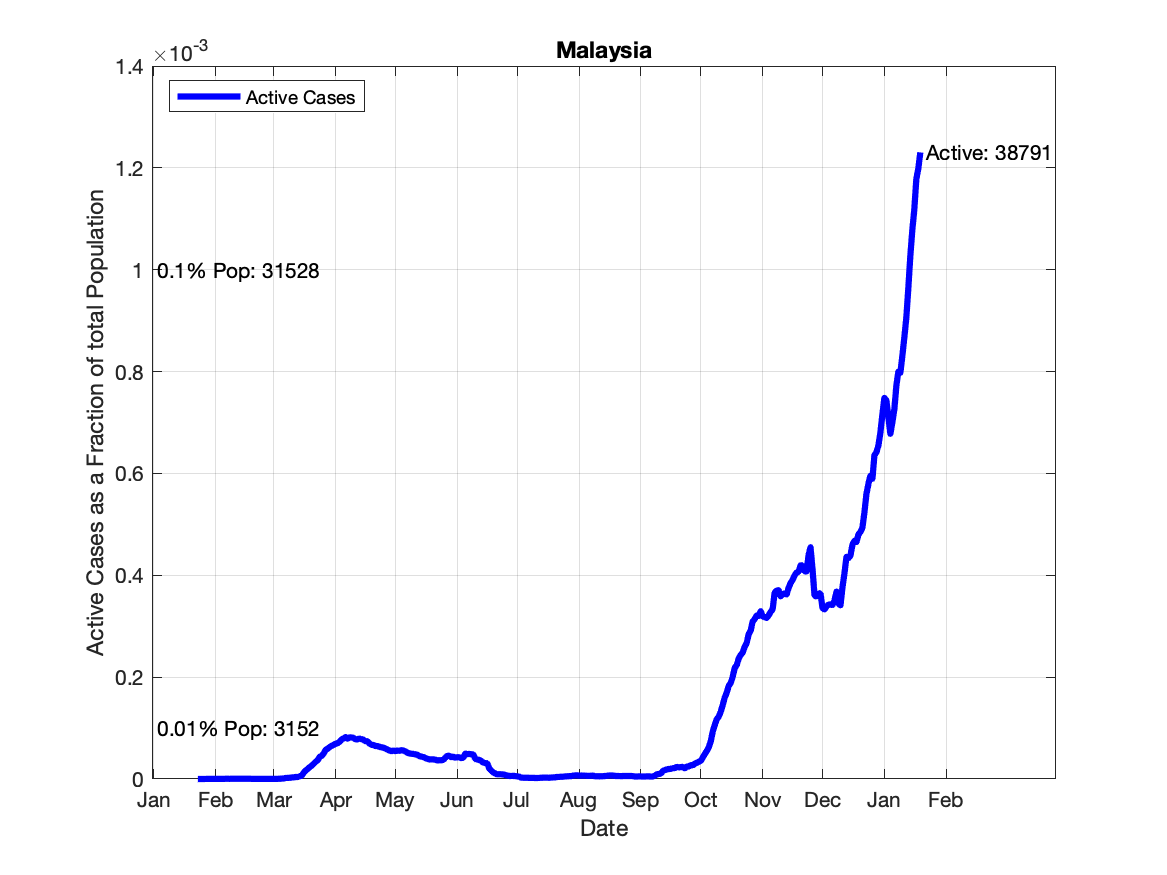 Malaysia
×10-3
1.4
Active Cases
Active: 38791
1.2
1
0.1% Pop: 31528
0.8
0.6
0.4
0.2
0.01% Pop: 3152
0
Active Cases as a Fraction of total Population
Jan Feb Mar Apr May Jun Jul Aug Sep Oct Nov Dec Jan Feb
Date